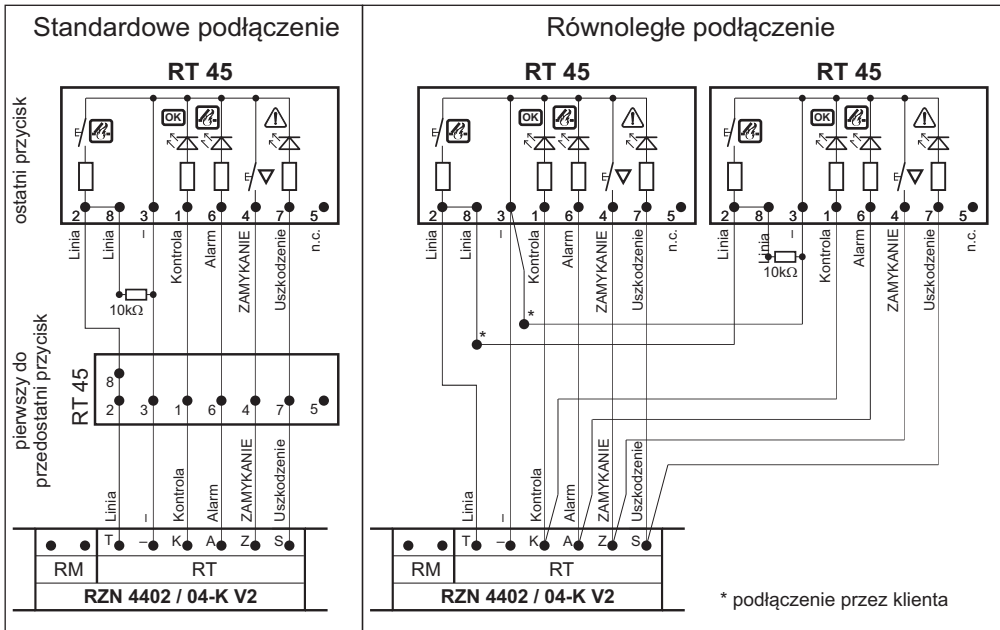 Standardowe podłączenie
RT 45
ostatni przycisk
OK
2 8 3 1 6 4 7 5
Linia Linia – Kontrola Alarm ZAMYKANIE Uszkodzenie n.c.
10kΩ
pierwszy do
przedostatni przycisk
RT 45
8
2 3 1 6 4 7 5
Linia – Kontrola Alarm ZAMYKANIE Uszkodzenie
T – K A Z S
RM RT
RZN 4402 / 04-K V2
Równoległe podłączenie
RT 45 RT 45
OK OK
2 8 3 1 6 4 7 5 2 8 3 1 6 4 7 5
Linia Linia – Kontrola Alarm ZAMYKANIE Uszkodzenie n.c. Linia Linia – Kontrola Alarm ZAMYKANIE Uszkodzenie n.c.
10kΩ
*
*
Linia – Kontrola Alarm ZAMYKANIE Uszkodzenie
T – K A Z S
RM RT
RZN 4402 / 04-K V2
* podłączenie przez klienta